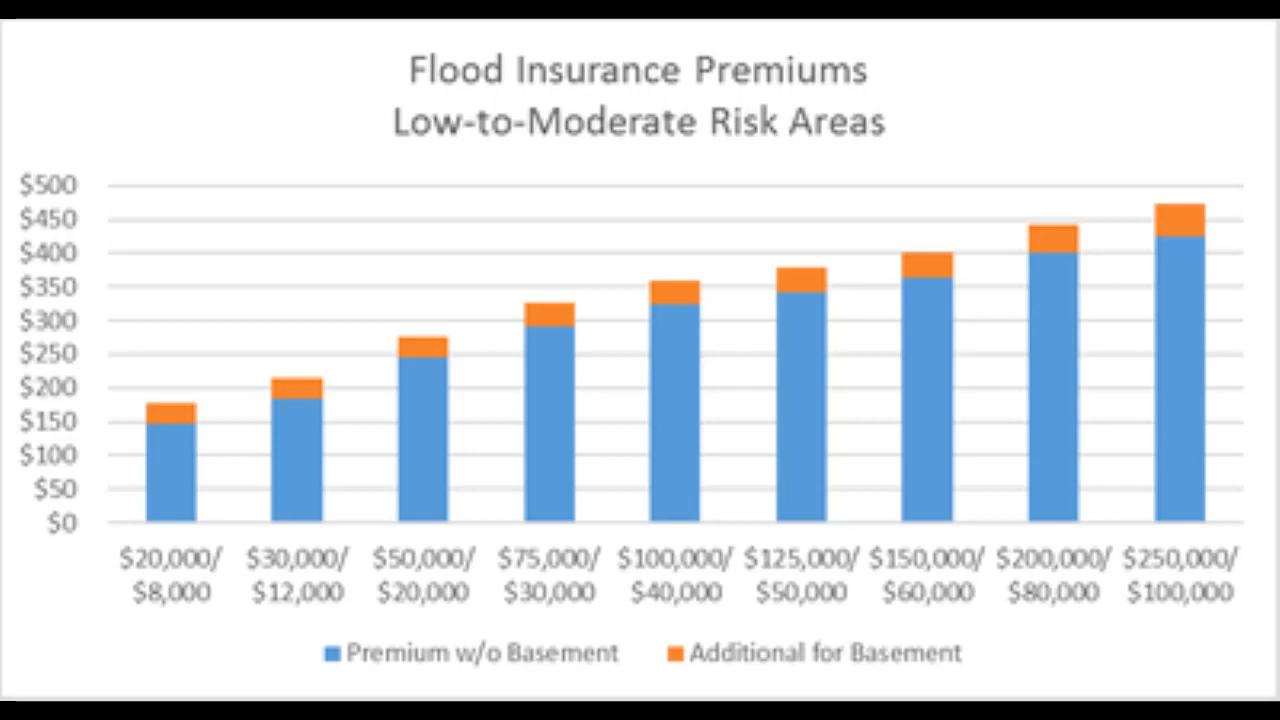 Flood Insurance Premiums
Low-to-Moderate Risk Areas
$500
$450
$400
$350
$300
$250
$200
$150
$100
$50
$0
$20,000/ $30,000/ $50,000/ $75,000/ $100,000/ $125,000/ $150,000/ $200,000/ $250,000/
$8,000 $12,000 $20,000 $30,000 $40,000 $50,000 $60,000 $80,000 $100,000
Premium w/o Basement Additional for Basement